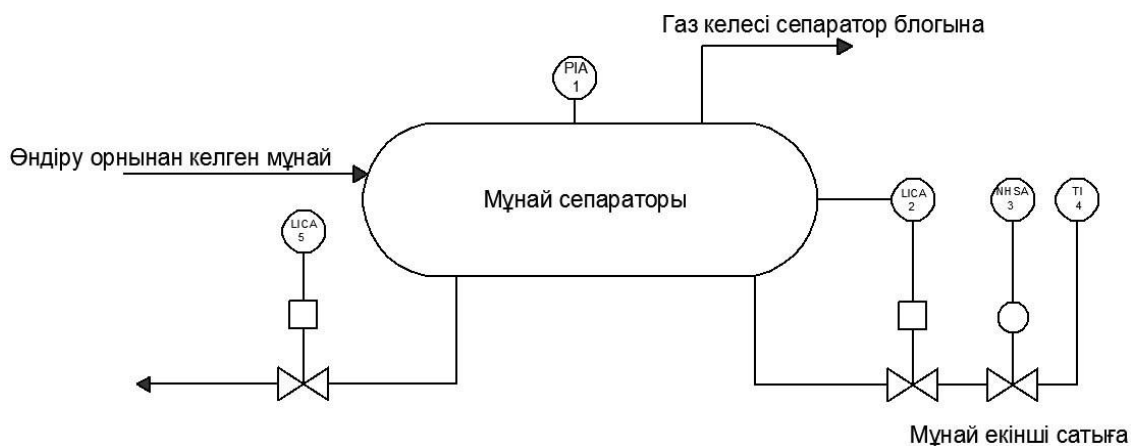 Газ келесі сепаратор блогына
PIA
1
Өндіру орнынан келген мұнай
Мұнай сепараторы
LICA
2
NHSA
3
TI
4
LICA
5
Мұнай екінші сатыға